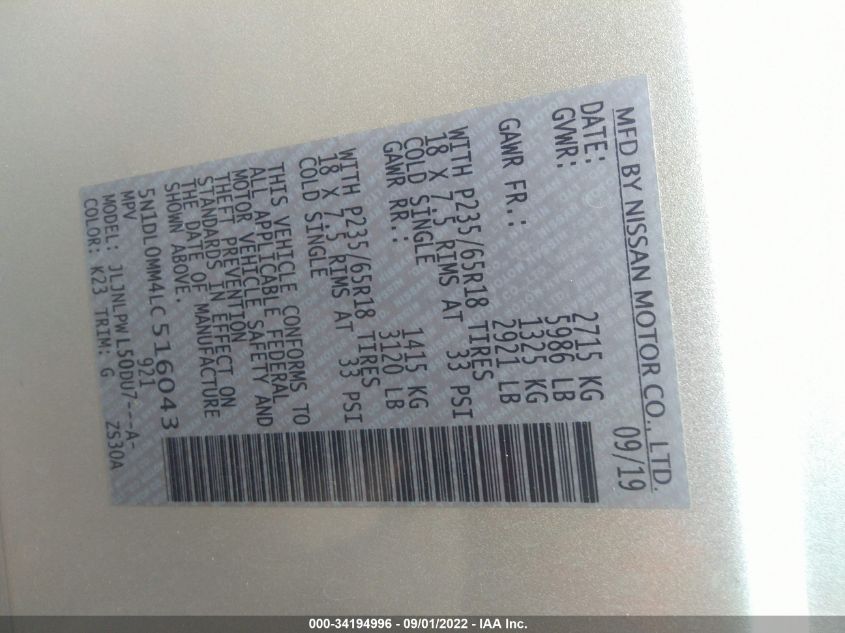 MFD BY NISSAN MOTOR CO., LTD.
DATE: 09/19
GVWR: 2715 KG
5986 LB
GAWR FR.: 1325 KG
2921 LB
WITH P235/65R18 TIRES
18 X 7.5 RIMS AT 33 PSI
COLD SINGLE
GAWR RR.: 1415 KG
3120 LB
WITH P235/65R18 TIRES
18 X 7.5 RIMS AT 33 PSI
COLD SINGLE
THIS VEHICLE CONFORMS TO
ALL APPLICABLE FEDERAL
MOTOR VEHICLE SAFETY AND
THEFT PREVENTION
STANDARDS IN EFFECT ON
THE DATE OF MANUFACTURE
SHOWN ABOVE.
5N1DL0MM4LC516043
MPV 921
MODEL: JLJNLPWL50DU7---A-
COLOR: K23 TRIM: G ZS30A
000-34194996 - 09/01/2022 - IAA Inc.